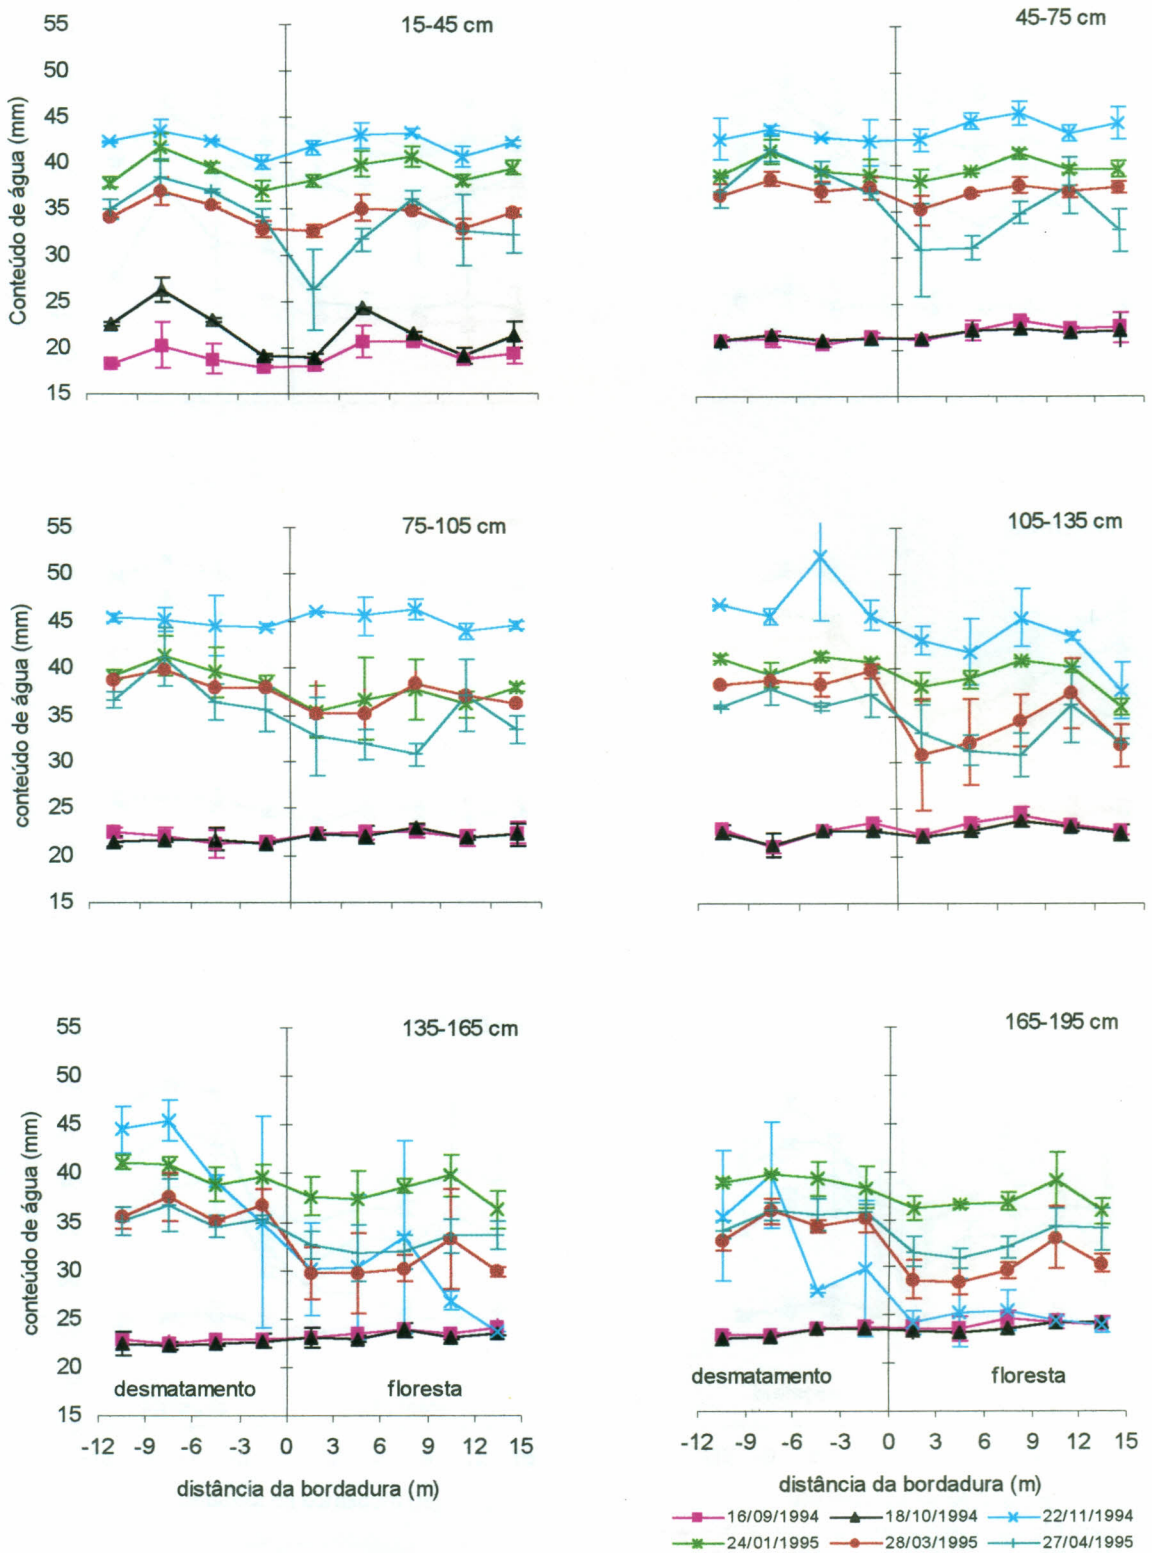 15-45 cm
45-75 cm
Conteúdo de água (mm)
55
50
45
40
35
30
25
20
15
75-105 cm
105-135 cm
conteúdo de água (mm)
55
50
45
40
35
30
25
20
15
135-165 cm
165-195 cm
conteúdo de água (mm)
55
50
45
40
35
30
25
20
15
desmatamento floresta
desmatamento floresta
-12 -9 -6 -3 0 3 6 9 12 15
-12 -9 -6 -3 0 3 6 9 12 15
distância da bordadura (m)
distância da bordadura (m)
16/09/1994 18/10/1994 22/11/1994
24/01/1995 28/03/1995 27/04/1995